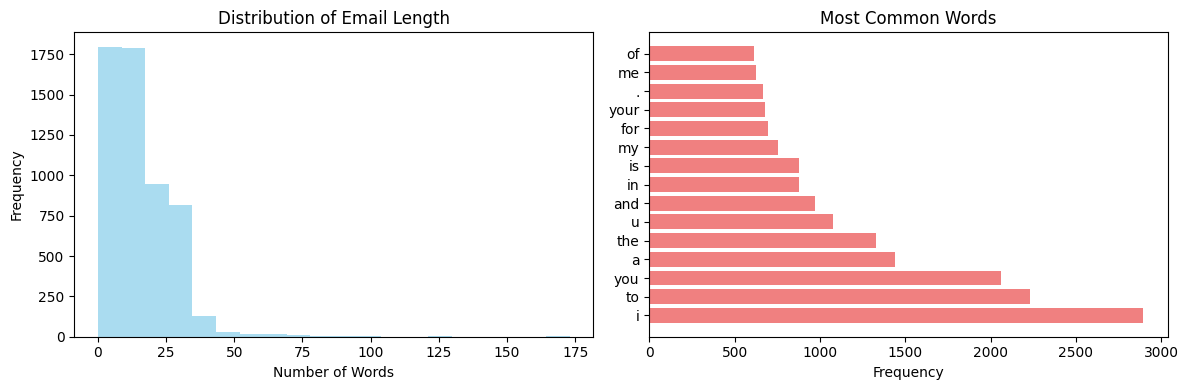 Distribution of Email Length
Frequency
1750
1500
1250
1000
750
500
250
0
0 25 50 75 100 125 150 175
Number of Words
Most Common Words
of
me
.
your
for
my
is
in
and
u
the
a
you
to
i
0 500 1000 1500 2000 2500 3000
Frequency